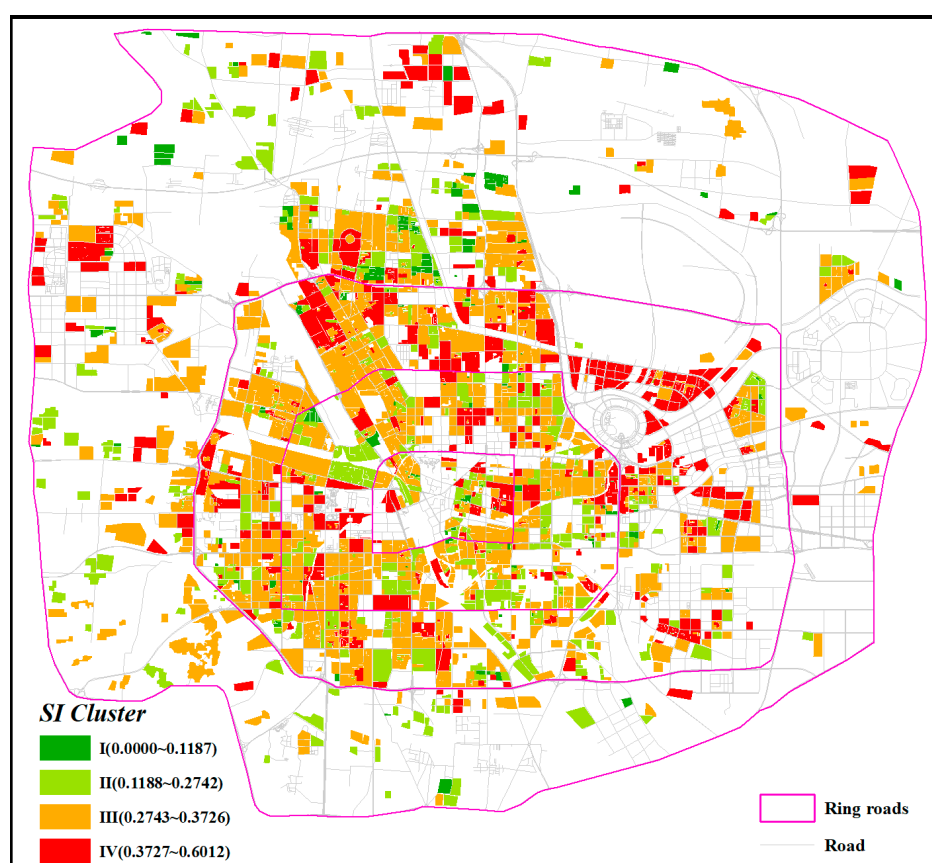 SI Cluster
I(0.0000~0.1187)
II(0.1188~0.2742)
III(0.2743~0.3726)
IV(0.3727~0.6012)
Ring roads
Road